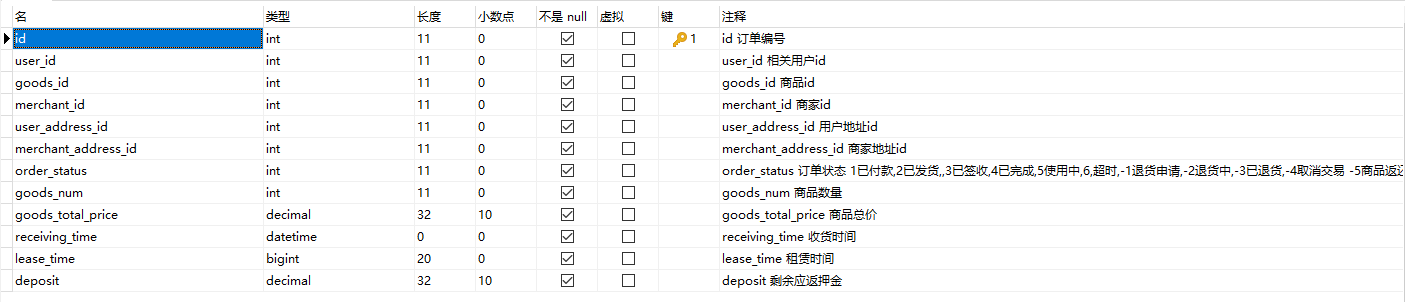 名 类型 长度 小数点 不是 null 虚拟 键 注释
id int 11 0 1 id 订单编号
user_id int 11 0 user_id 相关用户id
goods_id int 11 0 goods_id 商品id
merchant_id int 11 0 merchant_id 商家id
user_address_id int 11 0 user_address_id 用户地址id
merchant_address_id int 11 0 merchant_address_id 商家地址id
order_status int 11 0 order_status 订单状态 1已付款,2已发货,,3已签收,4已完成,5使用中,6,超时,-1退货申请,-2退货中,-3已退货,-4取消交易 -5商品返
goods_num int 11 0 goods_num 商品数量
goods_total_price decimal 32 10 goods_total_price 商品总价
receiving_time datetime 0 0 receiving_time 收货时间
lease_time bigint 20 0 lease_time 租赁时间
deposit decimal 32 10 deposit 剩余应返押金